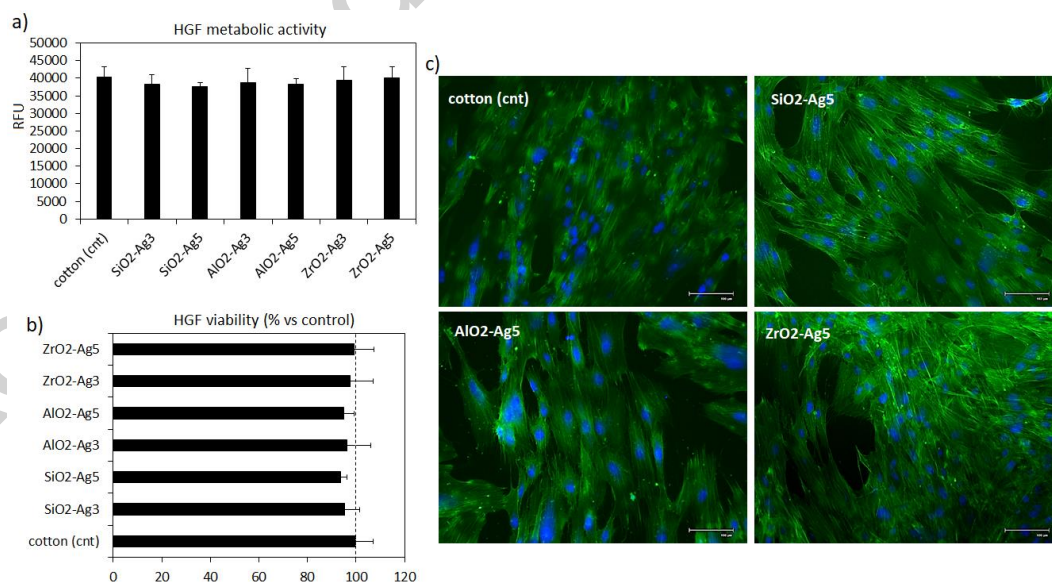 a)
HGF metabolic activity
50000
45000
40000
35000
30000
25000
20000
15000
10000
5000
0
RFU
cotton (cnt)
SiO2-Ag3
SiO2-Ag5
AlO2-Ag3
AlO2-Ag5
ZrO2-Ag3
ZrO2-Ag5
b)
HGF viability (% vs control)
ZrO2-Ag5
ZrO2-Ag3
AlO2-Ag5
AlO2-Ag3
SiO2-Ag5
SiO2-Ag3
cotton (cnt)
0 20 40 60 80 100 120
c)
cotton (cnt)
SiO2-Ag5
AlO2-Ag5
ZrO2-Ag5